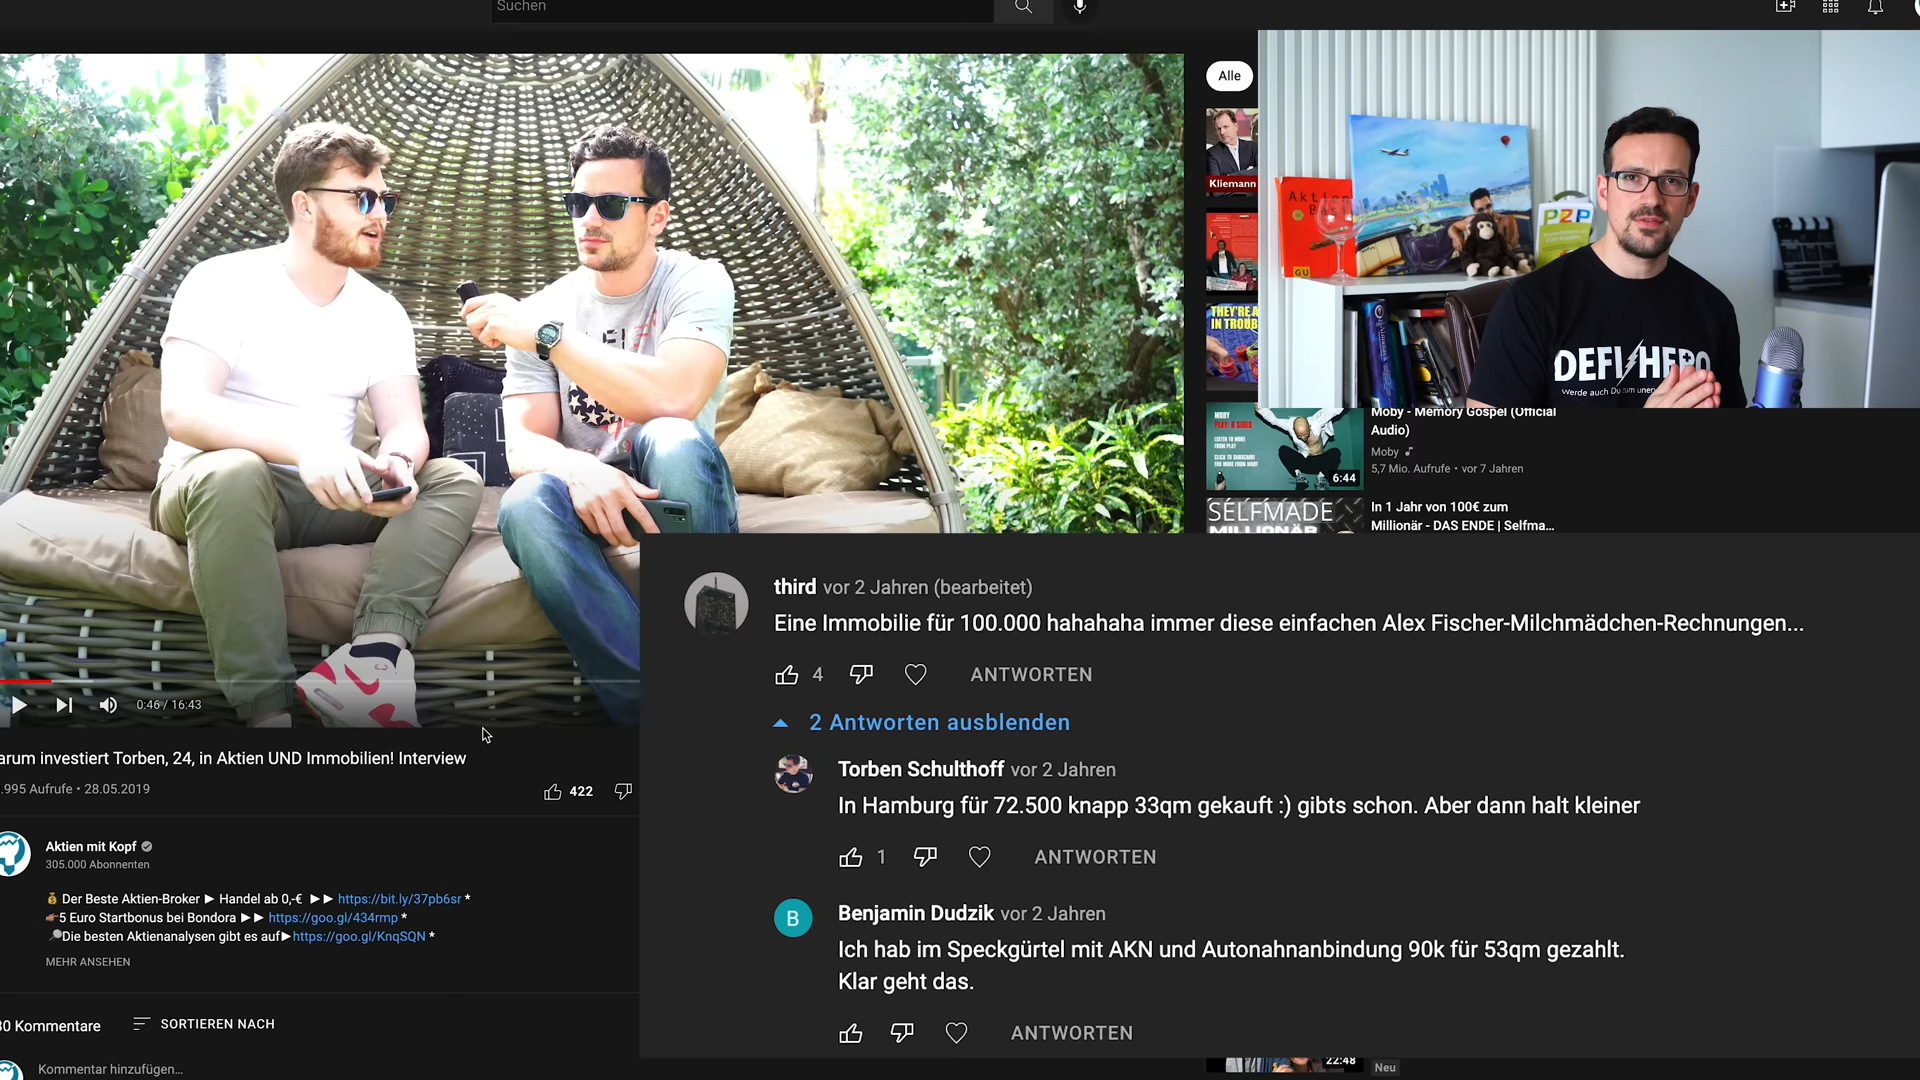 Suchen
Alle
Kliemann
THEY'RE A
IN TROUB
Aktien
GU
P2P
DEFI HERO
MOBY
PLAY: B SIDES
6:44
Moby - Memory Gospel (Official
Audio)
Moby
5,7 Mio. Aufrufe • vor 7 Jahren
SELFMADE
MILLIONÄR
In 1 Jahr von 100€ zum
Millionär - DAS ENDE | Selfma...
0:46 / 16:43
arum investiert Torben, 24, in Aktien UND Immobilien! Interview
.995 Aufrufe • 28.05.2019
422
Aktien mit Kopf
305.000 Abonnenten
Der Beste Aktien-Broker ▶ Handel ab 0,-€ ▶▶ https://bit.ly/37pb6sr *
5 Euro Startbonus bei Bondora ▶▶ https://goo.gl/434rmp *
Die besten Aktienanalysen gibt es auf▶https://goo.gl/KnqSQN *
MEHR ANSEHEN
30 Kommentare
SORTIEREN NACH
Kommentar hinzufügen...
third vor 2 Jahren (bearbeitet)
Eine Immobilie für 100.000 hahahaha immer diese einfachen Alex Fischer-Milchmädchen-Rechnungen...
4 ANTWORTEN
2 Antworten ausblenden
Torben Schulthoff vor 2 Jahren
In Hamburg für 72.500 knapp 33qm gekauft :) gibts schon. Aber dann halt kleiner
1 ANTWORTEN
B
Benjamin Dudzik vor 2 Jahren
Ich hab im Speckgürtel mit AKN und Autonahnanbindung 90k für 53qm gezahlt.
Klar geht das.
ANTWORTEN
22:48
Neu